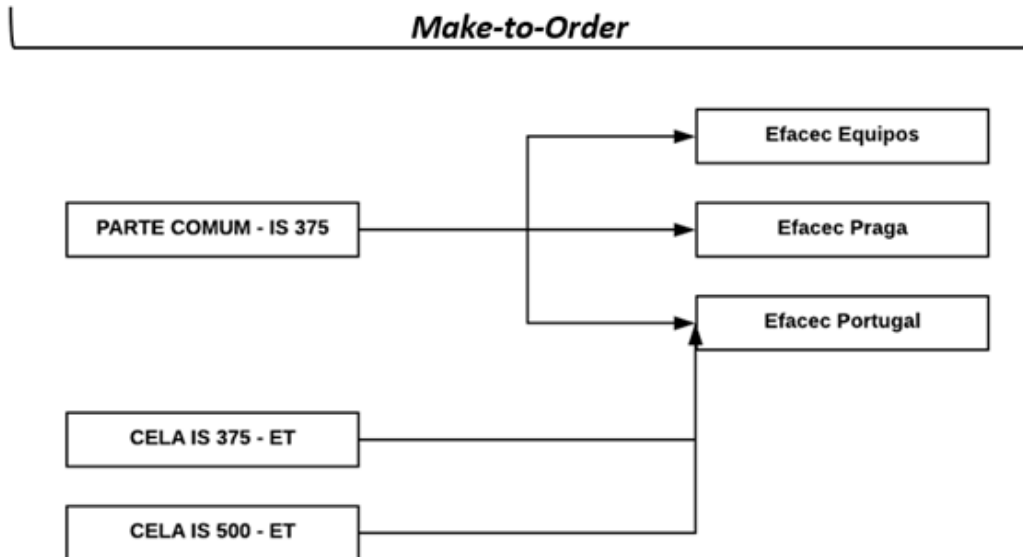 Make-to-Order
Efacec Equipos
PARTE COMUM - IS 375
Efacec Praga
Efacec Portugal
CELA IS 375 - ET
CELA IS 500 - ET